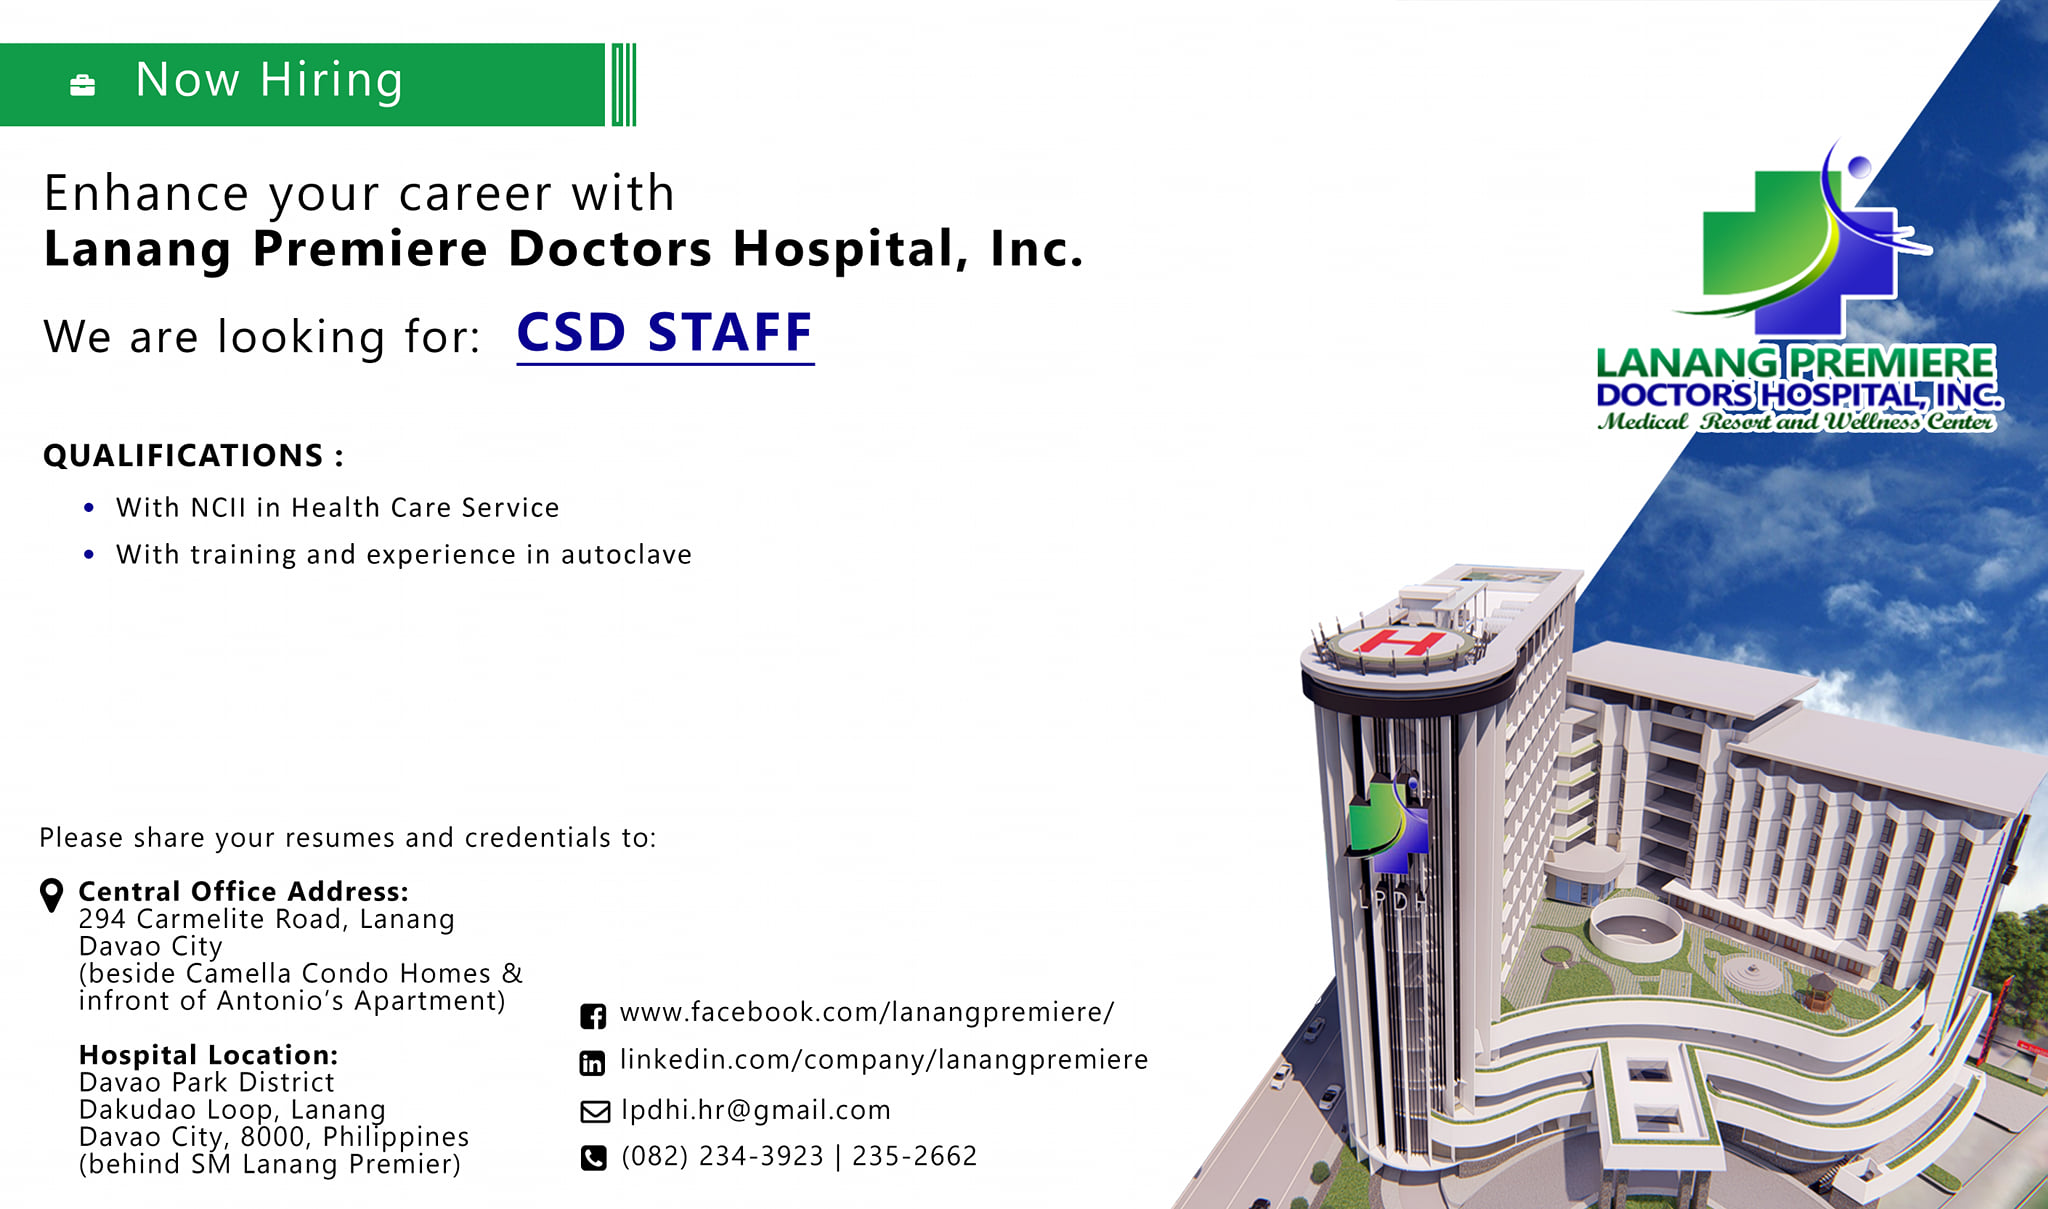 Now Hiring
Enhance your career with
Lanang Premiere Doctors Hospital, Inc.
We are looking for: CSD STAFF
LANANG PREMIERE
DOCTORS HOSPITAL, INC.
Medical Resort and Wellness Center
QUALIFICATIONS :
• With NCII in Health Care Service
• With training and experience in autoclave
H
LPDH
Please share your resumes and credentials to:
Central Office Address:
294 Carmelite Road, Lanang
Davao City
(beside Camella Condo Homes &
infront of Antonio’s Apartment)
Hospital Location:
Davao Park District
Dakudao Loop, Lanang
Davao City, 8000, Philippines
(behind SM Lanang Premier)
www.facebook.com/lanangpremiere/
linkedin.com/company/lanangpremiere
lpdhi.hr@gmail.com
(082) 234-3923 | 235-2662